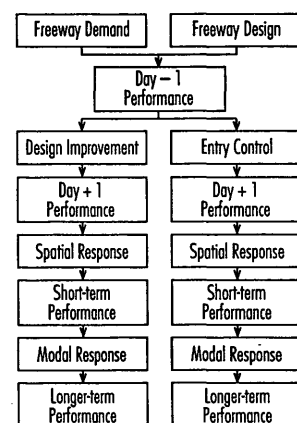 Freeway Demand
Freeway Design
Day – 1
Performance
Design Improvement
Entry Control
Day + 1
Performance
Day + 1
Performance
Spatial Response
Spatial Response
Short-term
Performance
Short-term
Performance
Modal Response
Modal Response
Longer-term
Performance
Longer-term
Performance